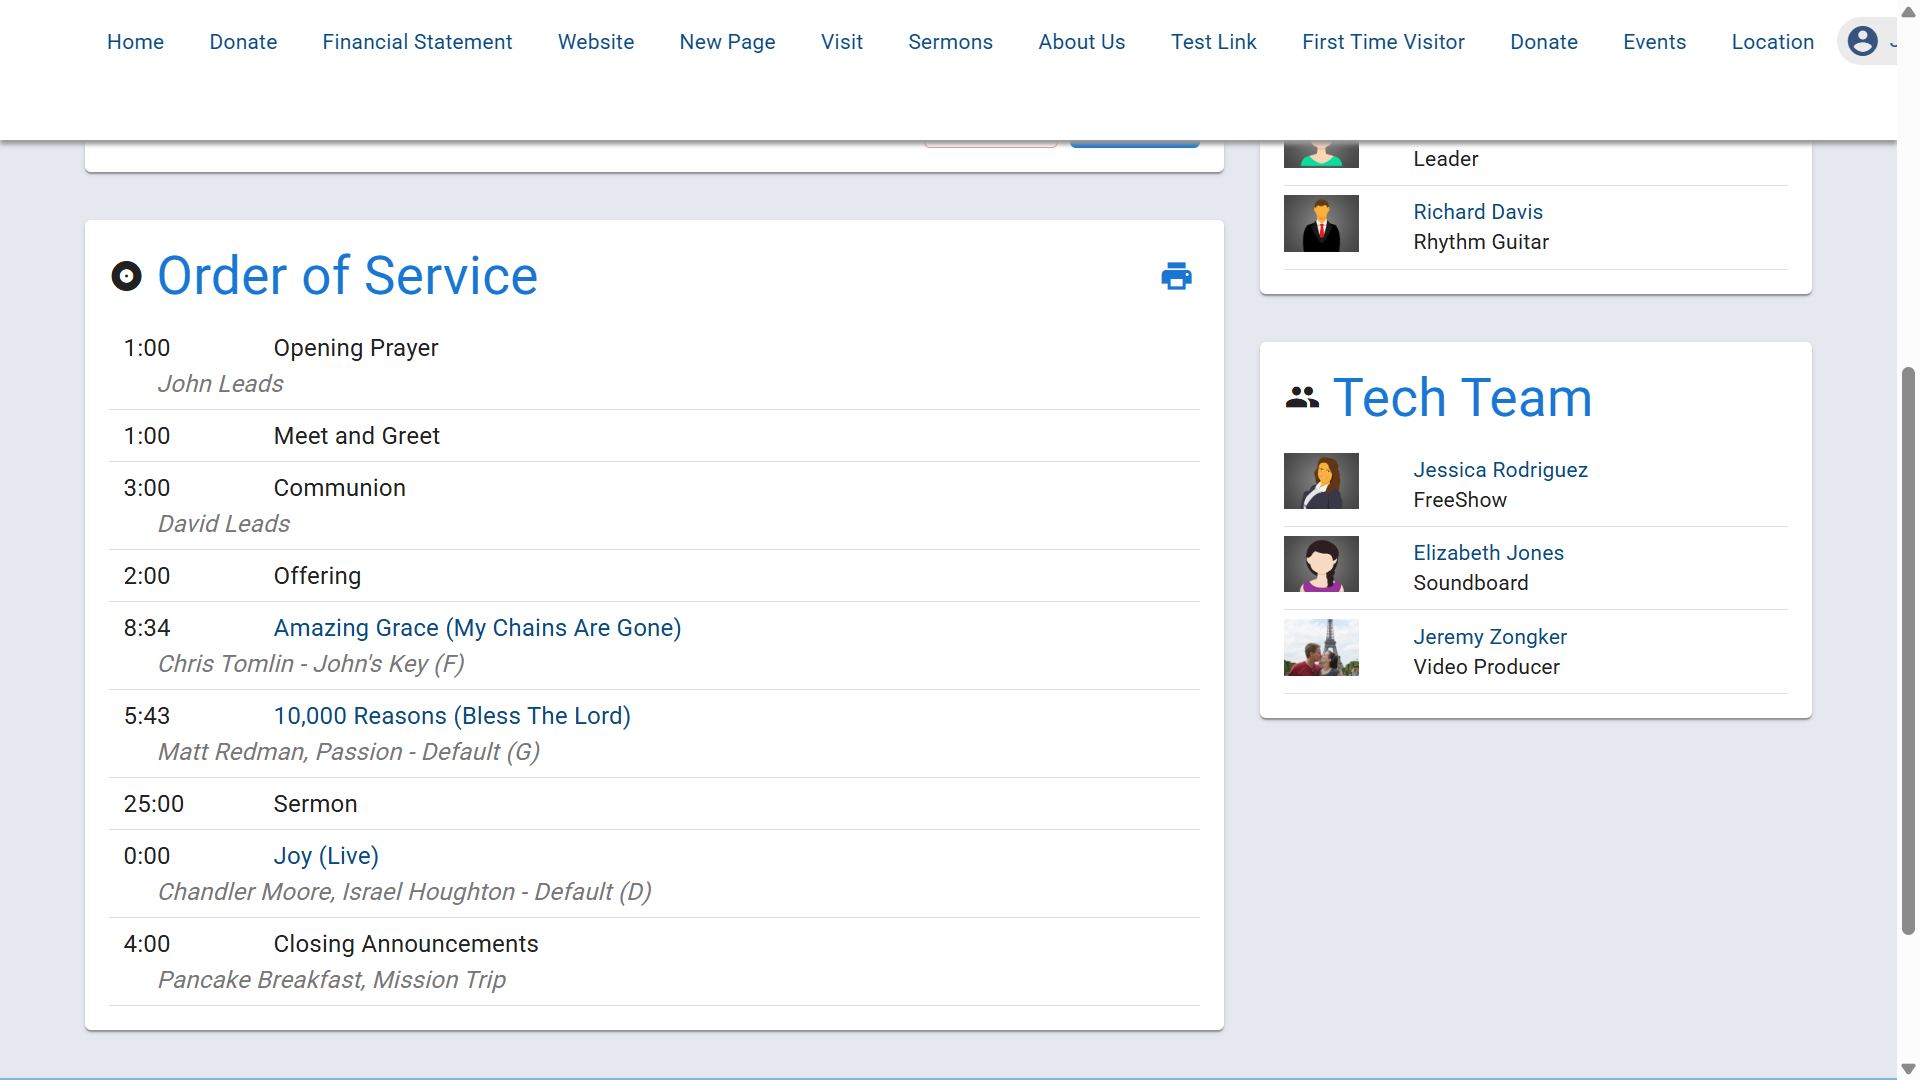 Home Donate Financial Statement Website New Page Visit Sermons About Us Test Link First Time Visitor Donate Events Location
Order of Service
1:00 Opening Prayer
John Leads
1:00 Meet and Greet
3:00 Communion
David Leads
2:00 Offering
8:34 Amazing Grace (My Chains Are Gone)
Chris Tomlin - John's Key (F)
5:43 10,000 Reasons (Bless The Lord)
Matt Redman, Passion - Default (G)
25:00 Sermon
0:00 Joy (Live)
Chandler Moore, Israel Houghton - Default (D)
4:00 Closing Announcements
Pancake Breakfast, Mission Trip
Leader
Richard Davis
Rhythm Guitar
Tech Team
Jessica Rodriguez
FreeShow
Elizabeth Jones
Soundboard
Jeremy Zongker
Video Producer